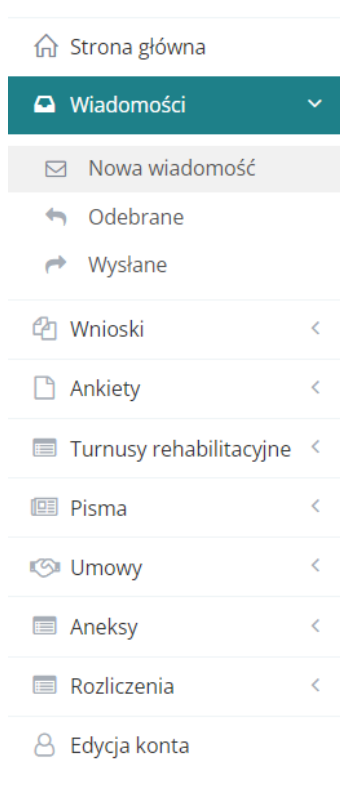 Strona główna
Wiadomości
Nowa wiadomość
Odebrane
Wysłane
Wnioski
Ankiety
Turnusy rehabilitacyjne
Pisma
Umowy
Aneksy
Rozliczenia
Edycja konta